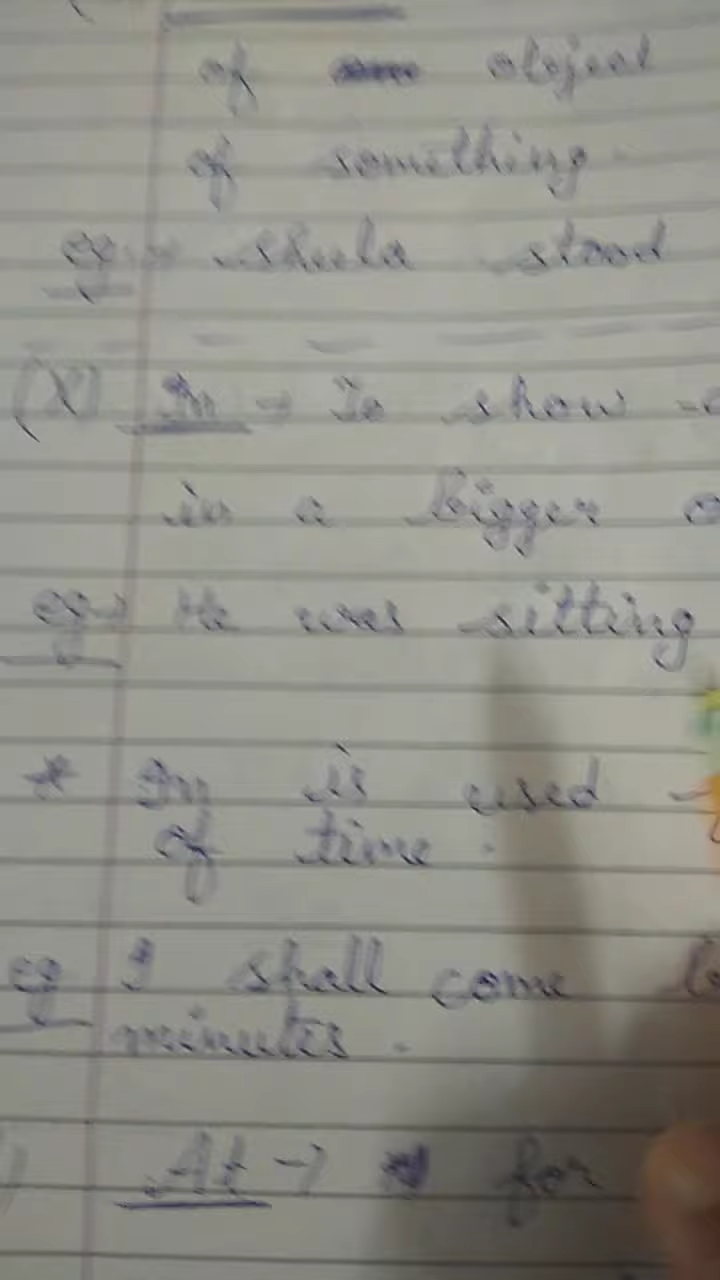 of object
of something.
eg → Shula stood
(X) In → To show
in a bigger
eg → He was sitting
* In is used
of time.
eg I shall come
minutes.
At → for